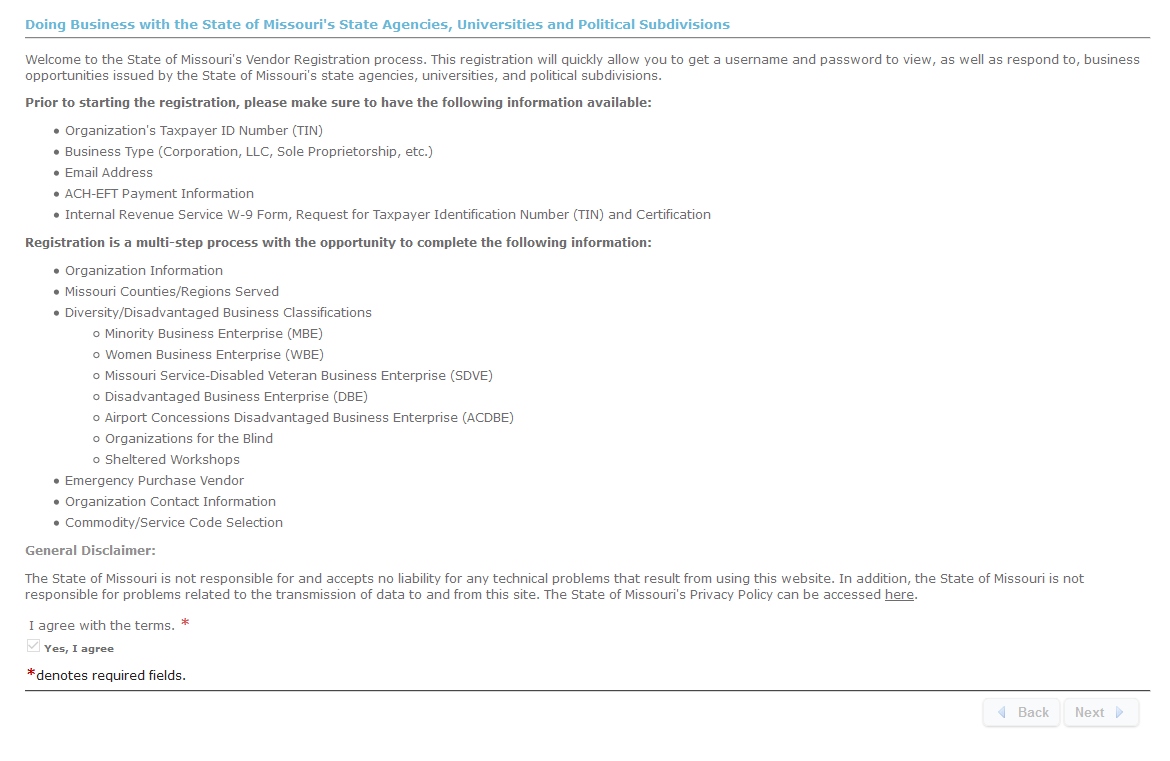 Doing Business with the State of Missouri's State Agencies, Universities and Political Subdivisions
Welcome to the State of Missouri's Vendor Registration process. This registration will quickly allow you to get a username and password to view, as well as respond to, business
opportunities issued by the State of Missouri's state agencies, universities, and political subdivisions.
Prior to starting the registration, please make sure to have the following information available:
• Organization's Taxpayer ID Number (TIN)
• Business Type (Corporation, LLC, Sole Proprietorship, etc.)
• Email Address
• ACH-EFT Payment Information
• Internal Revenue Service W-9 Form, Request for Taxpayer Identification Number (TIN) and Certification
Registration is a multi-step process with the opportunity to complete the following information:
• Organization Information
• Missouri Counties/Regions Served
• Diversity/Disadvantaged Business Classifications
○ Minority Business Enterprise (MBE)
○ Women Business Enterprise (WBE)
○ Missouri Service-Disabled Veteran Business Enterprise (SDVE)
○ Disadvantaged Business Enterprise (DBE)
○ Airport Concessions Disadvantaged Business Enterprise (ACDBE)
○ Organizations for the Blind
○ Sheltered Workshops
• Emergency Purchase Vendor
• Organization Contact Information
• Commodity/Service Code Selection
General Disclaimer:
The State of Missouri is not responsible for and accepts no liability for any technical problems that result from using this website. In addition, the State of Missouri is not
responsible for problems related to the transmission of data to and from this site. The State of Missouri's Privacy Policy can be accessed here.
I agree with the terms. *
Yes, I agree
*denotes required fields.
Back Next